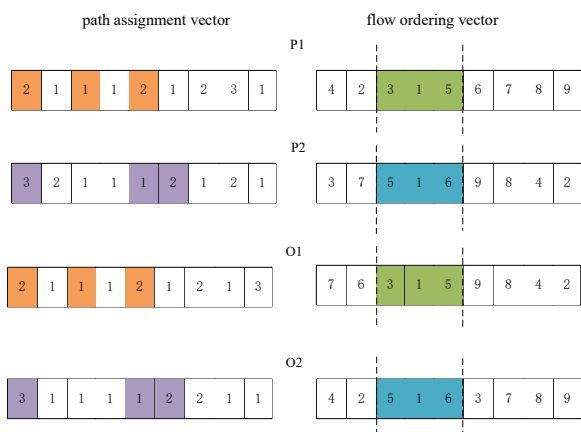 path assignment vector flow ordering vector
P1
2 1 1 1 2 1 2 3 1 4 2 3 1 5 6 7 8 9
P2
3 2 1 1 1 2 1 2 1 3 7 5 1 6 9 8 4 2
O1
2 1 1 1 2 1 2 1 3 7 6 3 1 5 9 8 4 2
O2
3 1 1 1 1 2 2 1 1 4 2 5 1 6 3 7 8 9